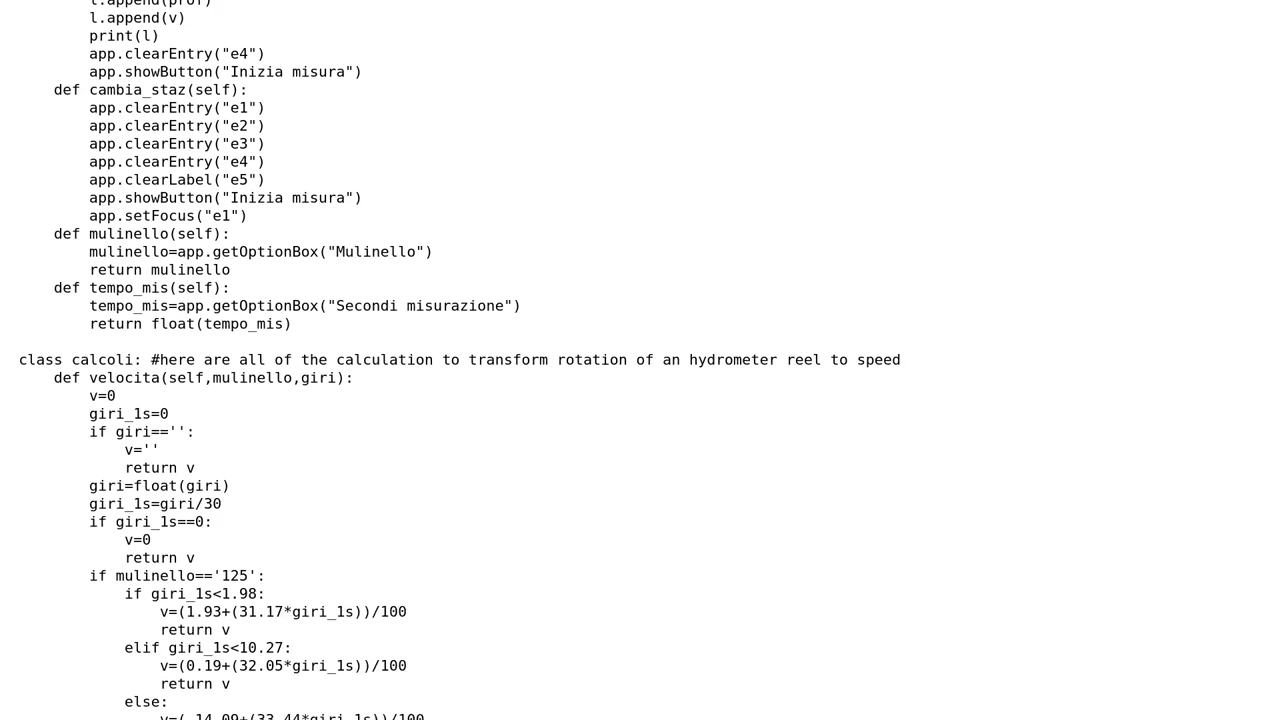 l.append(prof)
l.append(v)
print(l)
app.clearEntry("e4")
app.showButton("Inizia misura")
def cambia_staz(self):
app.clearEntry("e1")
app.clearEntry("e2")
app.clearEntry("e3")
app.clearEntry("e4")
app.clearLabel("e5")
app.showButton("Inizia misura")
app.setFocus("e1")
def mulinello(self):
mulinello=app.getOptionBox("Mulinello")
return mulinello
def tempo_mis(self):
tempo_mis=app.getOptionBox("Secondi misurazione")
return float(tempo_mis)
class calcoli: #here are all of the calculation to transform rotation of an hydrometer reel to speed
def velocita(self,mulinello,giri):
v=0
giri_1s=0
if giri=='':
v=''
return v
giri=float(giri)
giri_1s=giri/30
if giri_1s==0:
v=0
return v
if mulinello=='125':
if giri_1s<1.98:
v=(1.93+(31.17*giri_1s))/100
return v
elif giri_1s<10.27:
v=(0.19+(32.05*giri_1s))/100
return v
else: